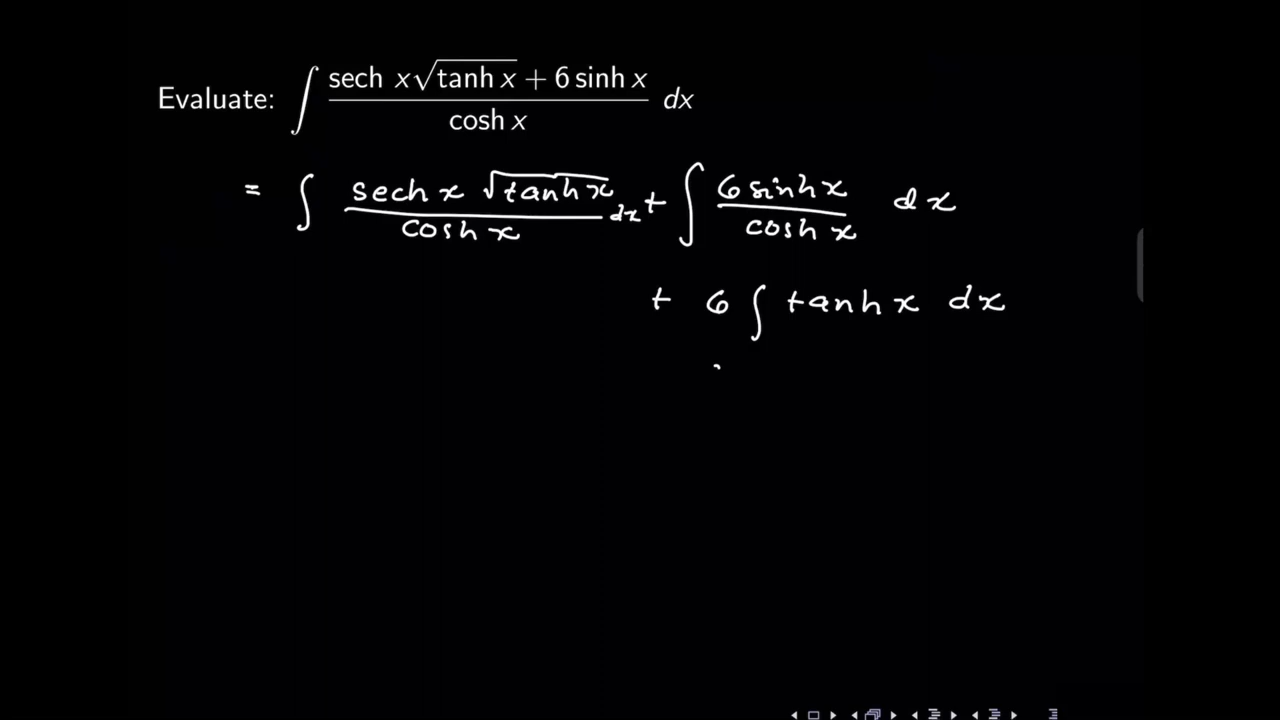 Evaluate: ∫ (sech x√(tanh x) + 6 sinh x)/(cosh x) dx
= ∫ (sech x √(tanh x))/(cosh x) dx + ∫ (6 sinh x)/(cosh x) dx
+ 6 ∫ tanh x dx